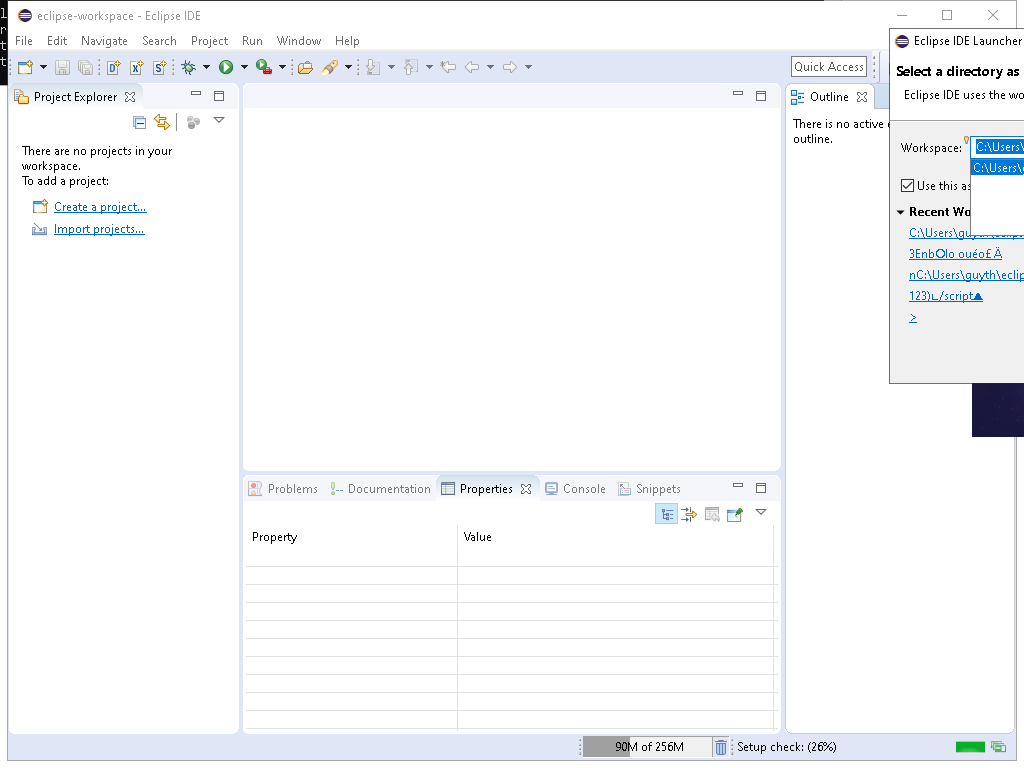 eclipse-workspace - Eclipse IDE
File Edit Navigate Search Project Run Window Help
Quick Access
Project Explorer
There are no projects in your
workspace.
To add a project:
Create a project...
Import projects...
Outline
There is no active
outline.
Eclipse IDE Launcher
Select a directory as
Eclipse IDE uses the wo
Workspace: C:\Users\
C:\Users\
Use this as
Recent Wo
3EnbOlo ouéo£ Ä
nC:\Users\guyth\eclip
123)ட/script▲
>
Problems Documentation Properties Console Snippets
Property Value
90M of 256M Setup check: (26%)